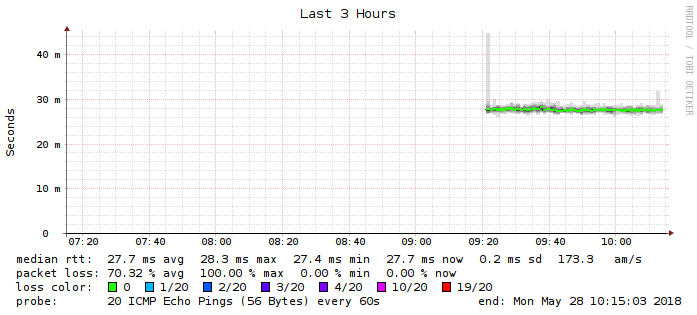 Last 3 Hours
RRDTOOL / TOBI OETIKER
Seconds
40 m
30 m
20 m
10 m
0
07:20 07:40 08:00 08:20 08:40 09:00 09:20 09:40 10:00
median rtt: 27.7 ms avg 28.3 ms max 27.4 ms min 27.7 ms now 0.2 ms sd 173.3 am/s
packet loss: 70.32 % avg 100.00 % max 0.00 % min 0.00 % now
loss color: 0 1/20 2/20 3/20 4/20 10/20 19/20
probe: 20 ICMP Echo Pings (56 Bytes) every 60s end: Mon May 28 10:15:03 2018